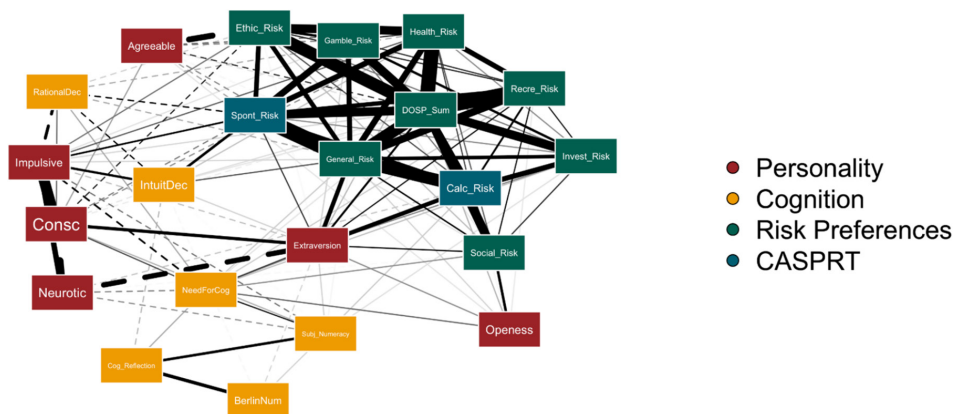 Ethic_Risk
Gamble_Risk
Health_Risk
Agreeable
RationalDec
Recre_Risk
Spont_Risk
DOSP_Sum
Impulsive
General_Risk
Invest_Risk
IntuitDec
Calc_Risk
Consc
Extraversion
Social_Risk
Neurotic
NeedForCog
Subj_Numeracy
Openess
Cog_Reflection
BerlinNum
Personality
Cognition
Risk Preferences
CASPRT